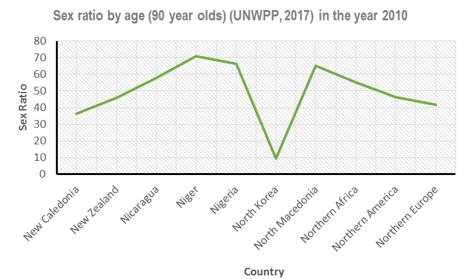 Sex ratio by age (90 year olds) (UNWPP, 2017) in the year 2010
80
70
60
50
40
30
20
10
0
Sex Ratio
New Caledonia
New Zealand
Nicaragua
Niger
Nigeria
North Korea
North Macedonia
Northern Africa
Northern America
Northern Europe
Country